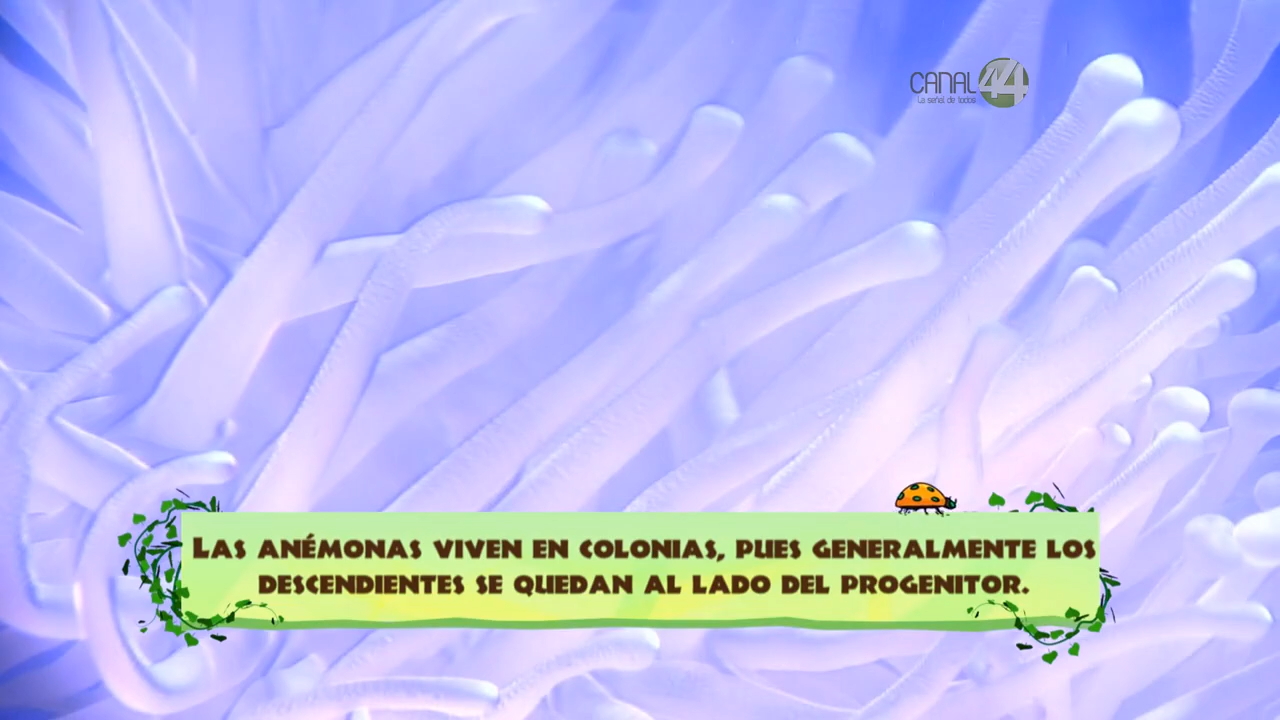 CANAL 44
La señal de todos
LAS ANÉMONAS VIVEN EN COLONIAS, PUES GENERALMENTE LOS
DESCENDIENTES SE QUEDAN AL LADO DEL PROGENITOR.